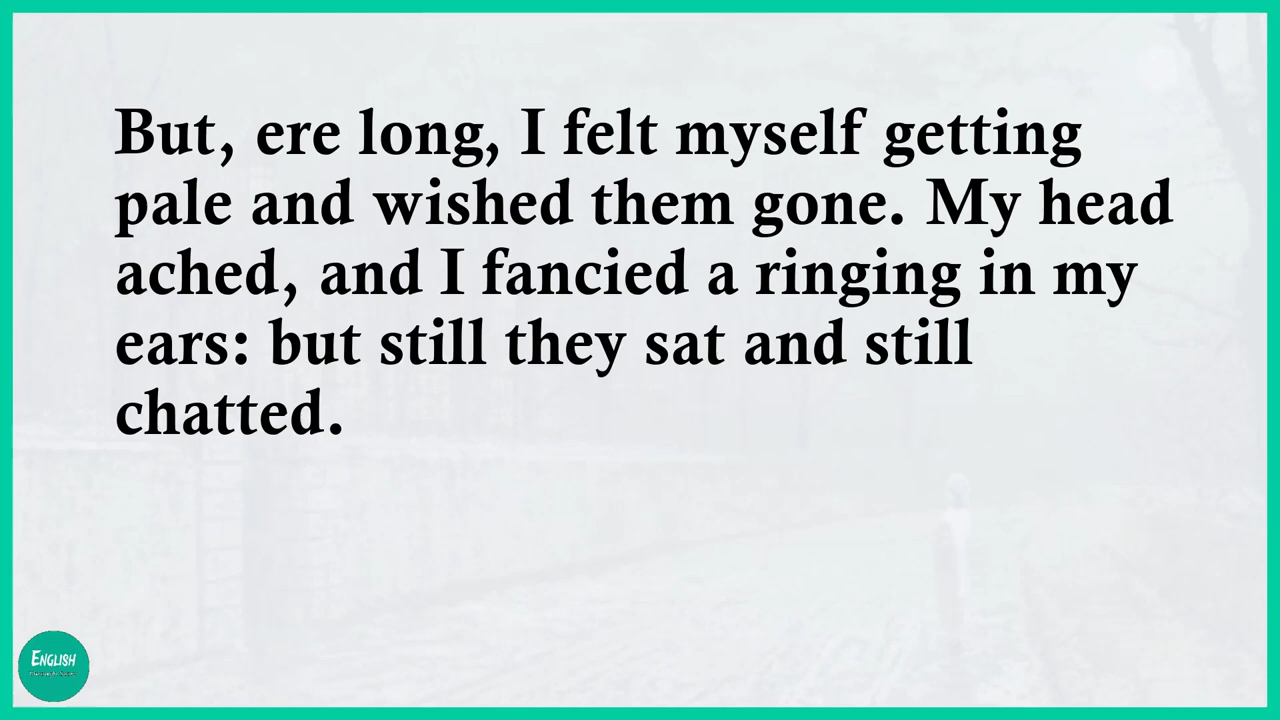 But, ere long, I felt myself getting
pale and wished them gone. My head
ached, and I fancied a ringing in my
ears: but still they sat and still
chatted.
ENGLISH